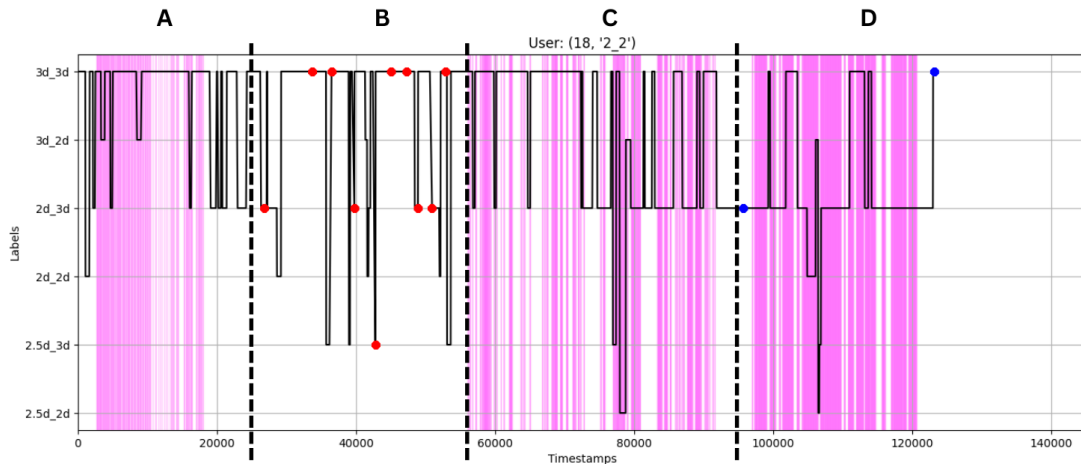 A B C D
User: (18, '2_2')
Labels
3d_3d
3d_2d
2d_3d
2d_2d
2.5d_3d
2.5d_2d
0 20000 40000 60000 80000 100000 120000 140000
Timestamps